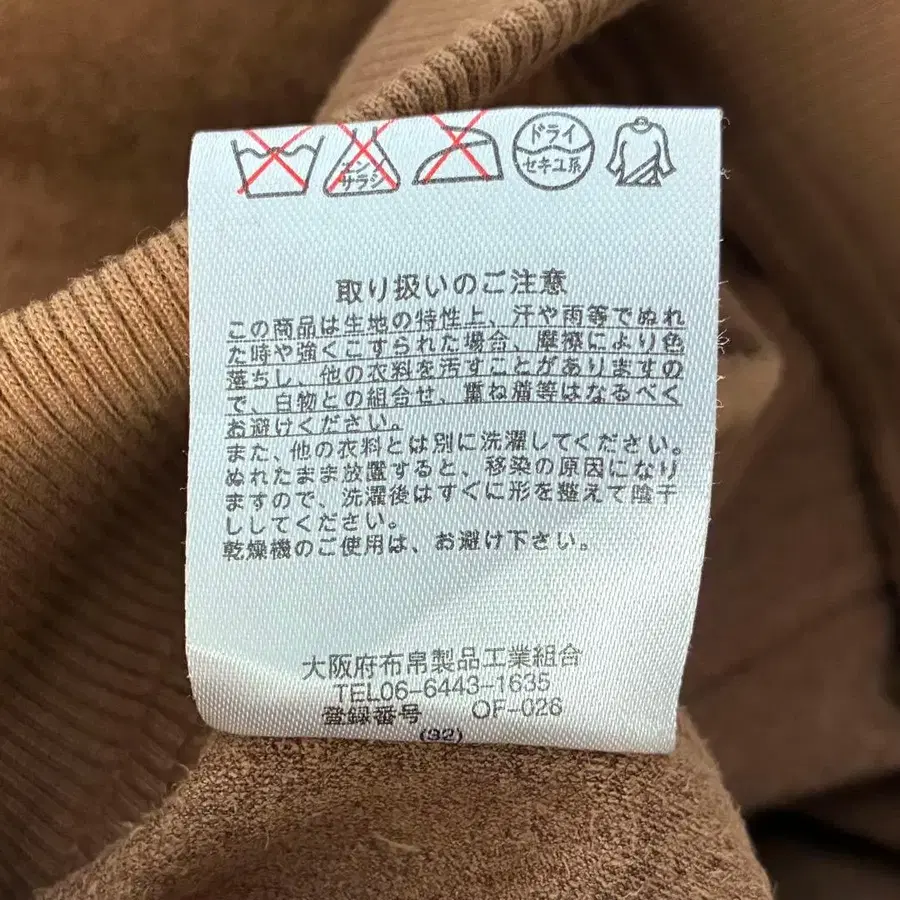 エンソ
サラシ
ドライ
セキユ系
取り扱いのご注意
この商品は生地の特性上、汗や雨等でぬれ
た時や強くこすられた場合、摩擦により色
落ちし、他の衣料を汚すことがありますの
で、白物との組合せ、重ね着等はなるべく
お避けください。
また、他の衣料とは別に洗濯してください。
ぬれたまま放置すると、移染の原因になり
ますので、洗濯後はすぐに形を整えて陰干
ししてください。
乾燥機のご使用は、お避け下さい。
大阪府布帛製品工業組合
TEL06-6443-1635
登録番号 OF-026
(32)